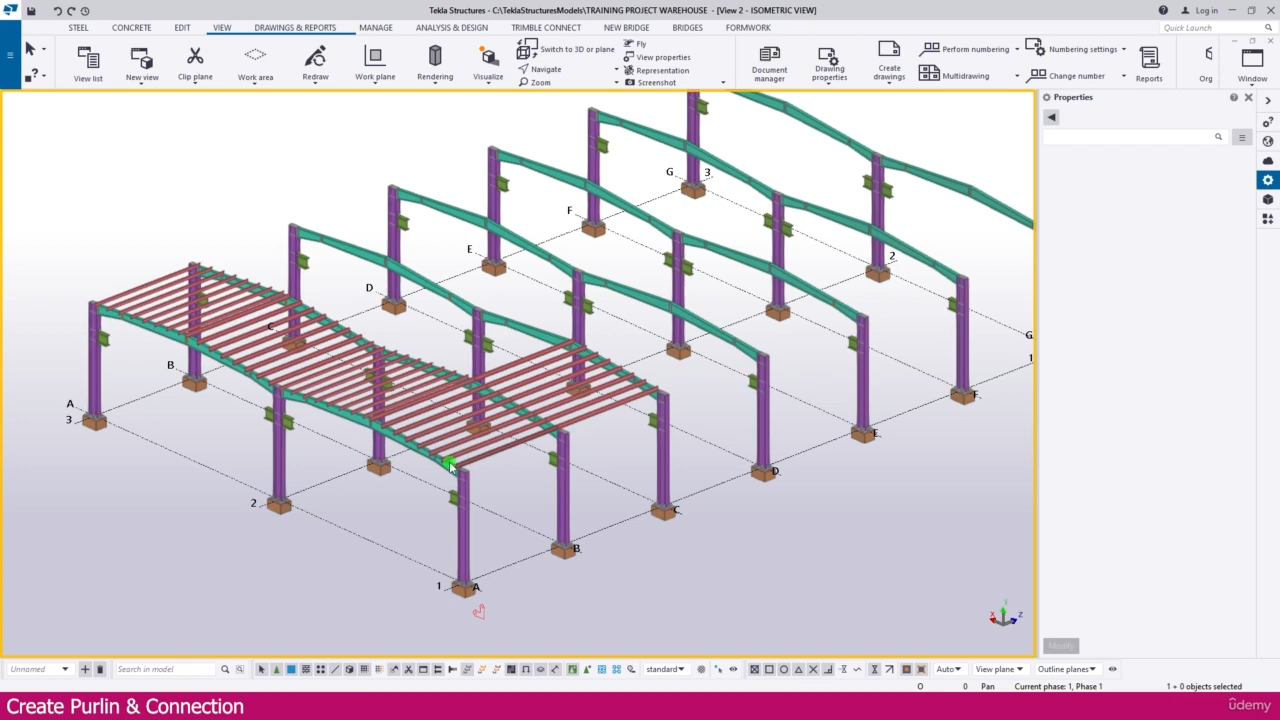 Tekla Structures - C:\TeklaStructuresModels\TRAINING PROJECT WAREHOUSE - [View 2 - ISOMETRIC VIEW]
Log in
STEEL CONCRETE EDIT VIEW DRAWINGS & REPORTS MANAGE ANALYSIS & DESIGN TRIMBLE CONNECT NEW BRIDGE BRIDGES FORMWORK
Quick Launch
View list
New view
Clip plane
Work area
Redraw
Work plane
Rendering
Visualize
Switch to 3D or plane
Navigate
Zoom
Fly
View properties
Representation
Screenshot
Document manager
Drawing properties
Create drawings
Perform numbering
Multidrawing
Numbering settings
Change number
Reports
Org
Window
Properties
G 3
F
E
2
D
G
C
1
B
F
A
E
3
D
2
C
B
1 A
Modify
Unnamed
Search in model
standard
Auto
View plane
Outline planes
O 0 Pan Current phase: 1, Phase 1 1 + 0 objects selected
Create Purlin & Connection
ûdemy